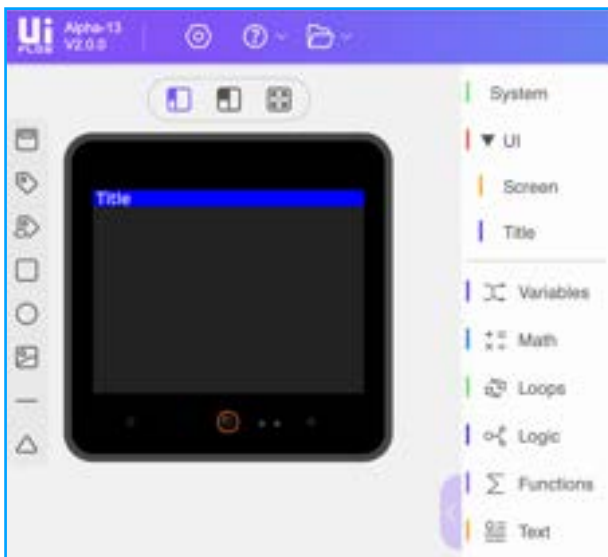 Ui
FLOW
Alpha-13
V2.0.0
Title
System
UI
Screen
Title
Variables
Math
Loops
Logic
Functions
Text